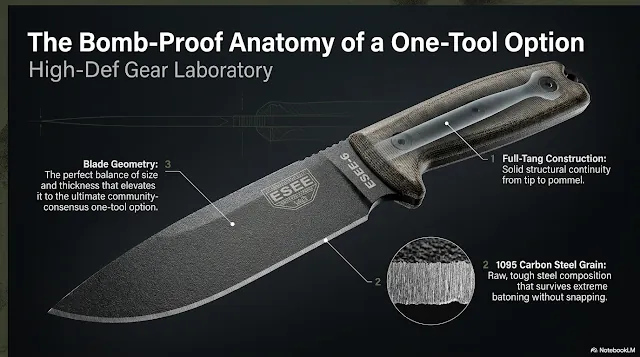 The Bomb-Proof Anatomy of a One-Tool Option
High-Def Gear Laboratory
Blade Geometry: 3
The perfect balance of size
and thickness that elevates
it to the ultimate community-
consensus one-tool option.
ESEE
ESEE-6
1 Full-Tang Construction:
Solid structural continuity
from tip to pommel.
2
2 1095 Carbon Steel Grain:
Raw, tough steel composition
that survives extreme
batoning without snapping.
NotebookLM